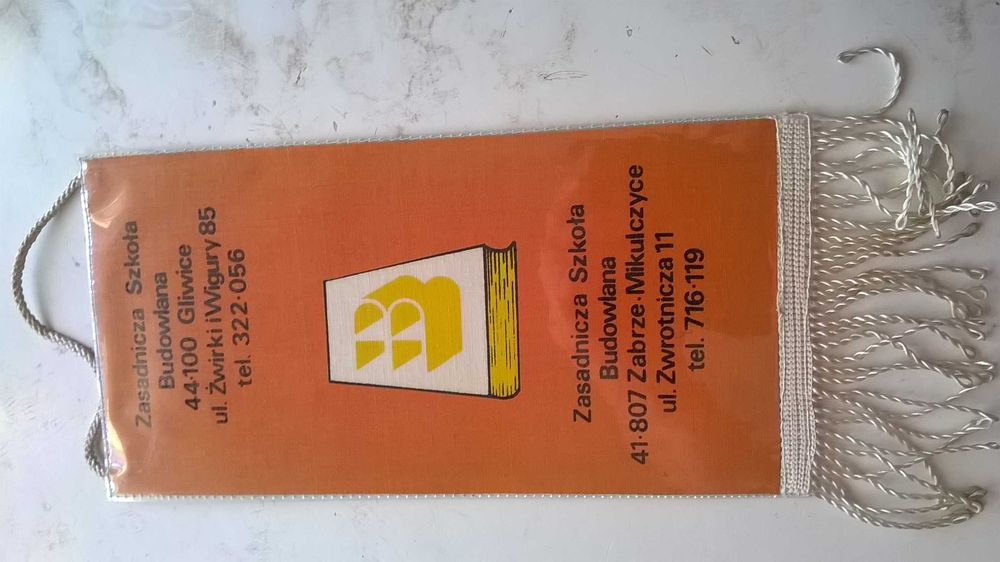 Zasadnicza Szkoła
Budowlana
44-100 Gliwice
ul. Żwirki i Wigury 85
tel. 322-056
B
Zasadnicza Szkoła
Budowlana
41-807 Zabrze-Mikulczyce
ul. Zwrotnicza 11
tel. 716-119